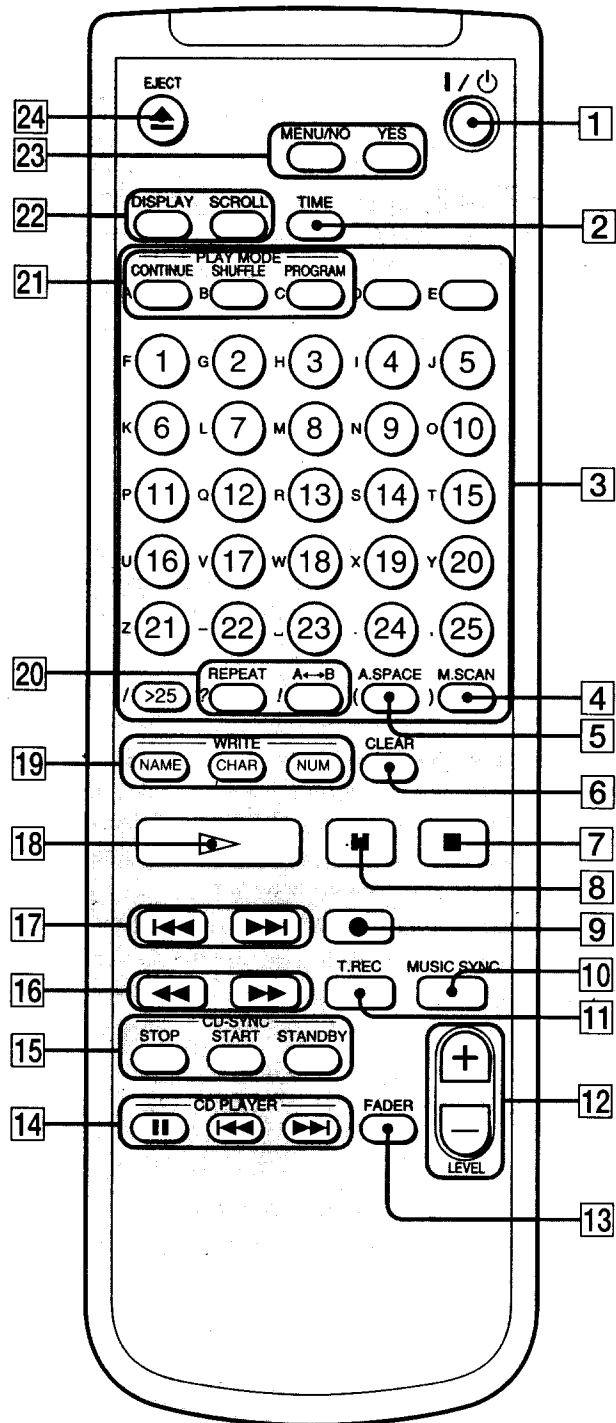 EJECT I / ⏻
24 1
MENU/NO YES
23
DISPLAY SCROLL TIME
22 2
PLAY MODE
21 CONTINUE SHUFFLE PROGRAM
A B C D E
F 1 G 2 H 3 I 4 J 5
K 6 L 7 M 8 N 9 O 10
P 11 Q 12 R 13 S 14 T 15
3
U 16 V 17 W 18 X 19 Y 20
Z 21 - 22 ⎵ 23 . 24 , 25
20 REPEAT A↔B A.SPACE M.SCAN
/ >25 ? ! ( ) 4
5
WRITE CLEAR
19 NAME CHAR NUM
6
18 7
8
17 9
T.REC MUSIC SYNC 10
16
11
CD-SYNC
15 STOP START STANDBY
+
12
CD PLAYER FADER
14
−
LEVEL
13